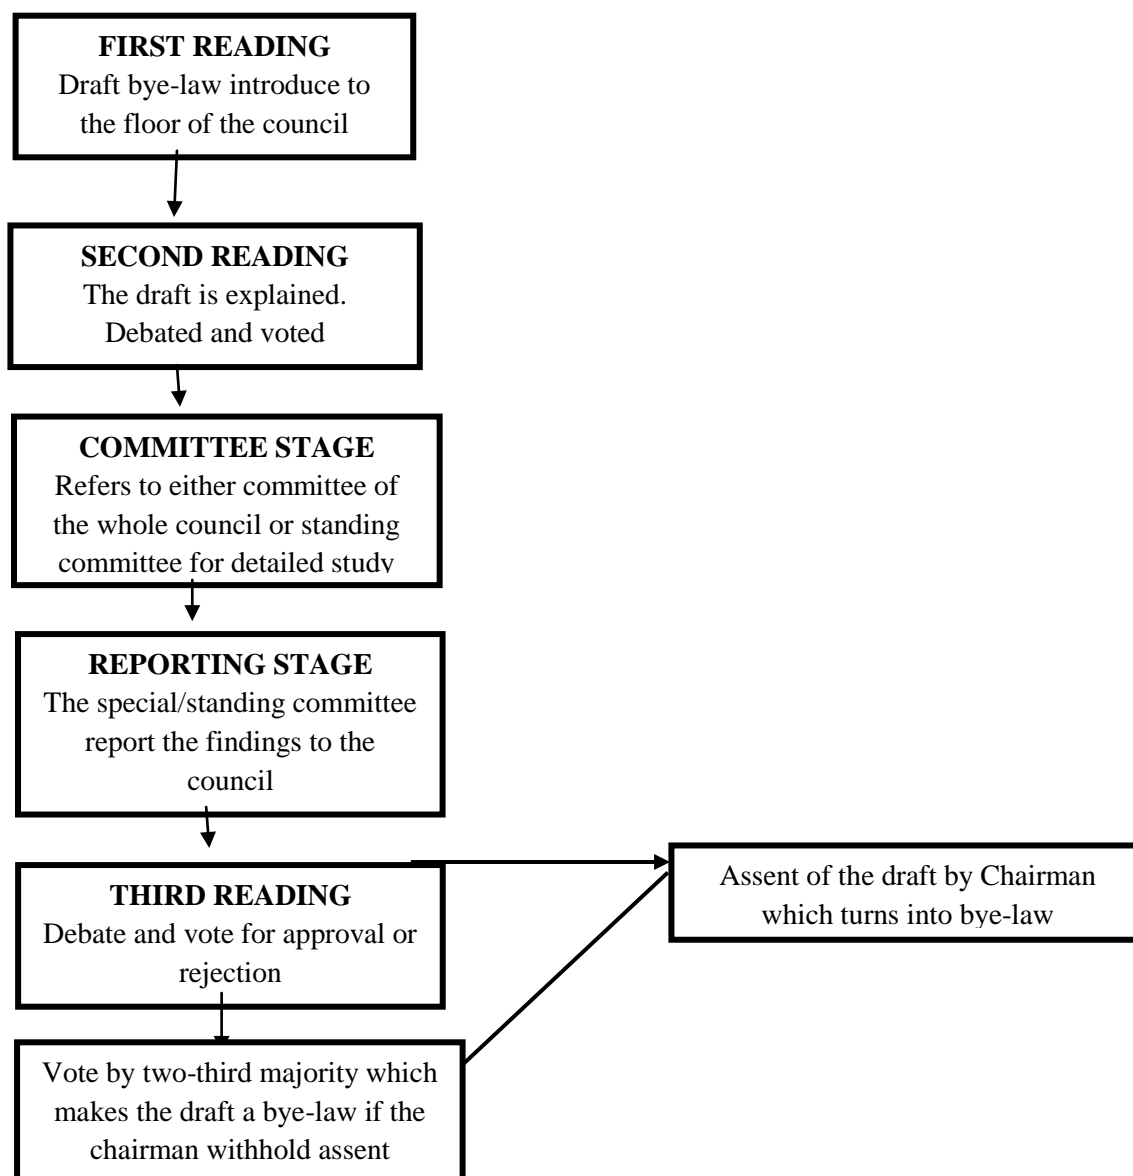 FIRST READING
Draft bye-law introduce to
the floor of the council
SECOND READING
The draft is explained.
Debated and voted
COMMITTEE STAGE
Refers to either committee of
the whole council or standing
committee for detailed study
REPORTING STAGE
The special/standing committee
report the findings to the
council
THIRD READING
Debate and vote for approval or
rejection
Assent of the draft by Chairman
which turns into bye-law
Vote by two-third majority which
makes the draft a bye-law if the
chairman withhold assent